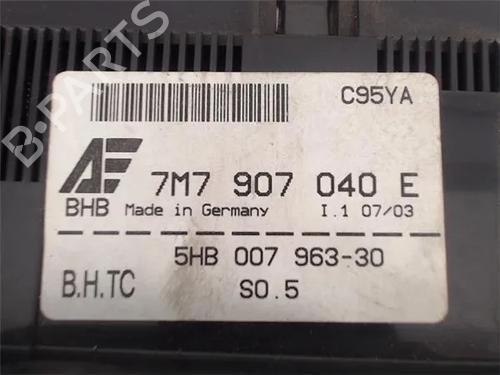 C95YA
AF
7M7 907 040 E
BHB Made in Germany I.1 07/03
5HB 007 963-30
B.H.TC SO.5
B-PARTS